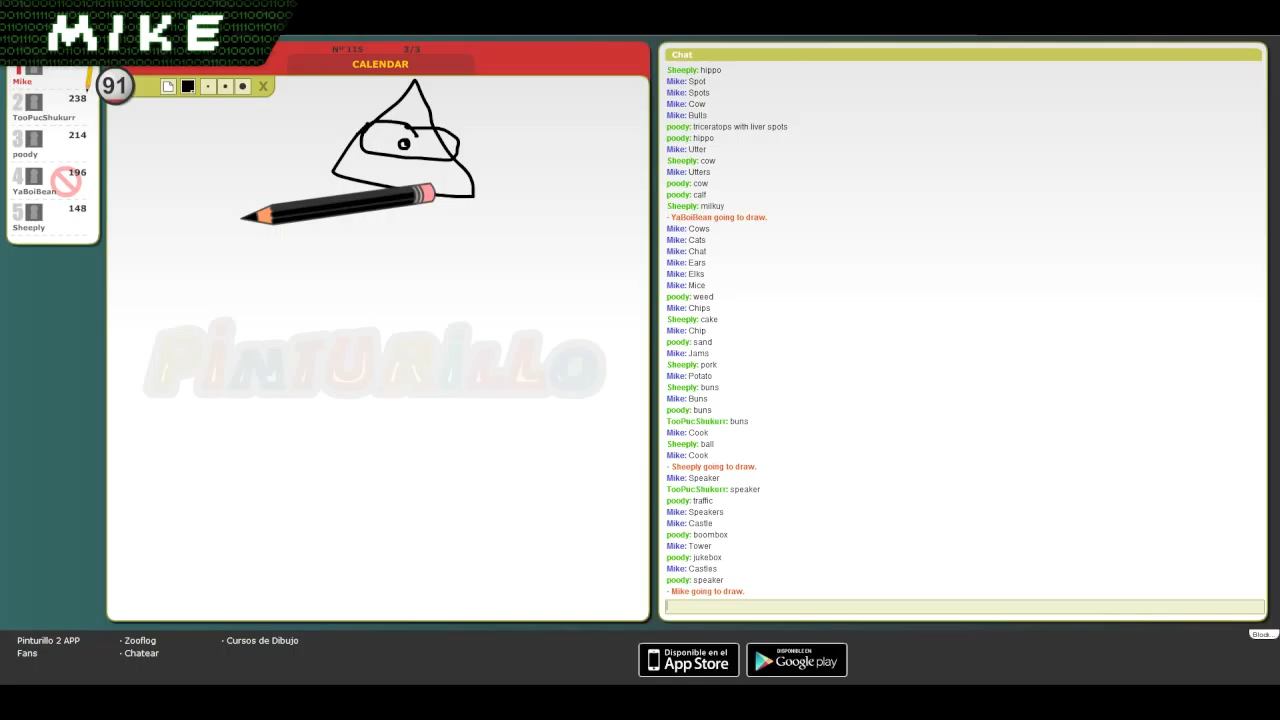 MIKE
Nº 115 3/3
CALENDAR
91
1
Mike
2 238
TooPucShukurr
3 214
poody
4 196
YaBoiBean
5 148
Sheeply
X
PINTURILLO
Chat
Sheeply: hippo
Mike: Spot
Mike: Spots
Mike: Cow
Mike: Bulls
poody: triceratops with liver spots
poody: hippo
Mike: Utter
Sheeply: cow
Mike: Utters
poody: cow
poody: calf
Sheeply: milkuy
- YaBoiBean going to draw.
Mike: Cows
Mike: Cats
Mike: Chat
Mike: Ears
Mike: Elks
Mike: Mice
poody: weed
Mike: Chips
Sheeply: cake
Mike: Chip
poody: sand
Mike: Jams
Sheeply: pork
Mike: Potato
Sheeply: buns
Mike: Buns
poody: buns
TooPucShukurr: buns
Mike: Cook
Sheeply: ball
Mike: Cook
- Sheeply going to draw.
Mike: Speaker
TooPucShukurr: speaker
poody: traffic
Mike: Speakers
Mike: Castle
poody: boombox
Mike: Tower
poody: jukebox
Mike: Castles
poody: speaker
- Mike going to draw.
Pinturillo 2 APP · Zooflog · Cursos de Dibujo
Fans · Chatear
Disponible en el
App Store
DISPONIBLE EN
Google play